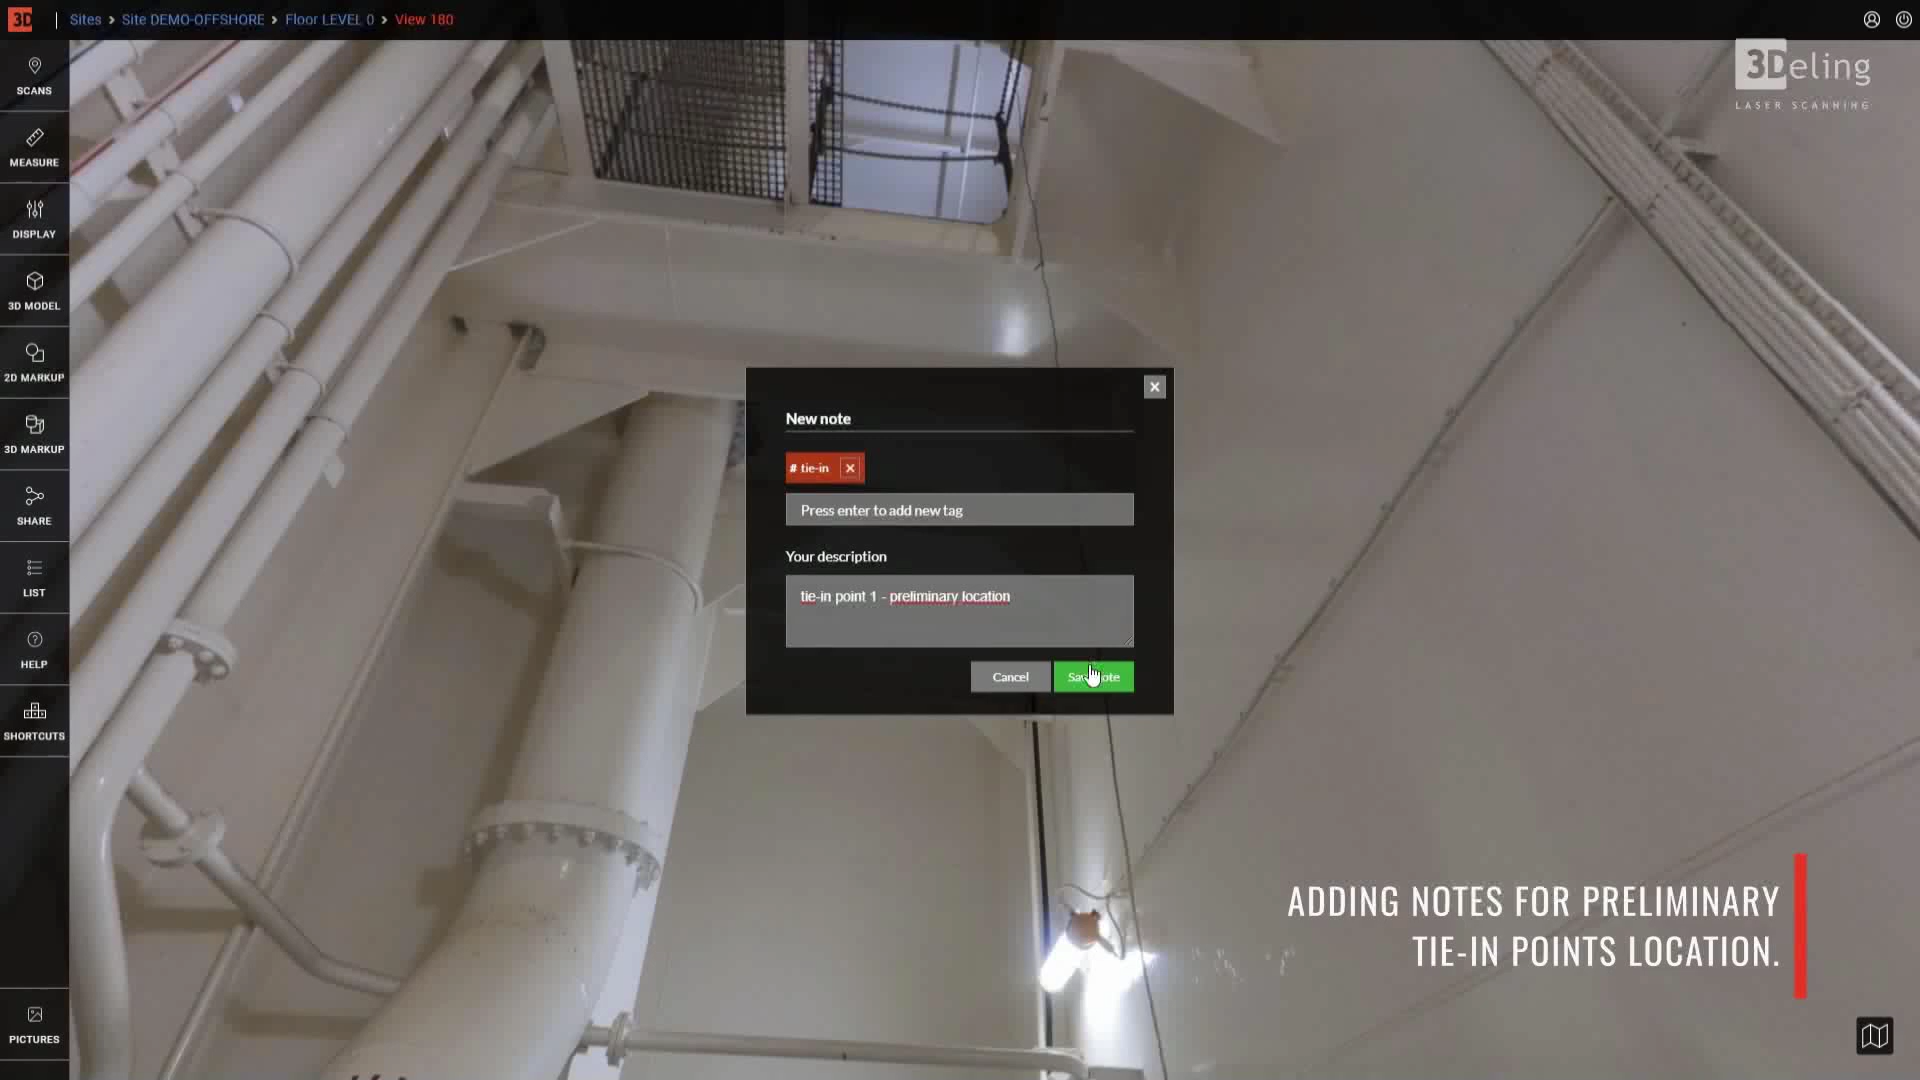 3D
Sites > Site DEMO-OFFSHORE > Floor LEVEL 0 > View 180
3Deling
LASER SCANNING
SCANS
MEASURE
DISPLAY
3D MODEL
2D MARKUP
3D MARKUP
SHARE
LIST
HELP
SHORTCUTS
PICTURES
New note
# tie-in
Press enter to add new tag
Your description
tie-in point 1 - preliminary location
Cancel
ADDING NOTES FOR PRELIMINARY
TIE-IN POINTS LOCATION.